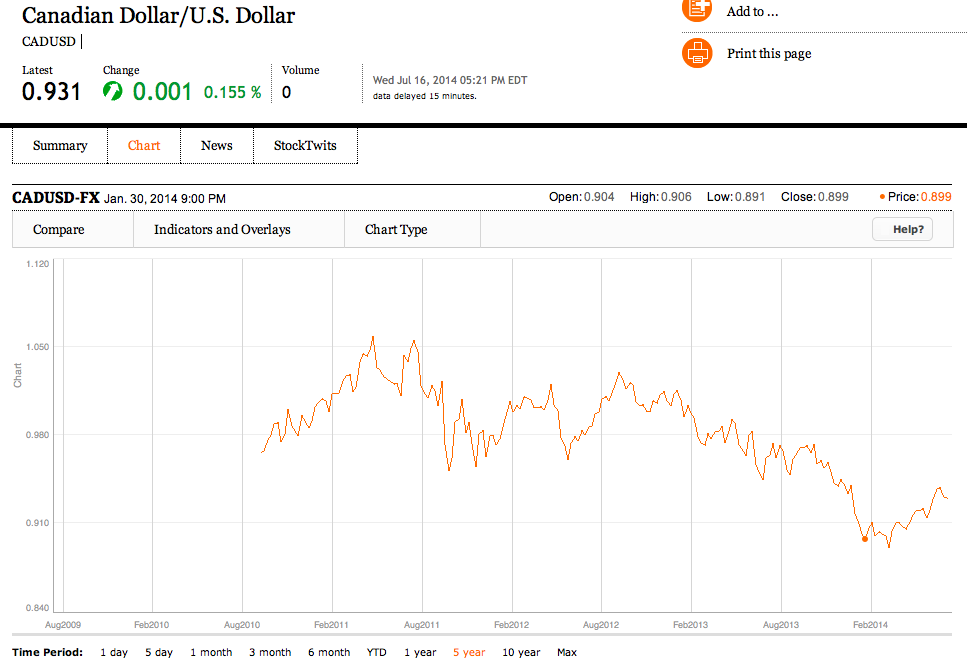 Canadian Dollar/U.S. Dollar
CADUSD
Add to ...
Print this page
Latest Change Volume
0.931 0.001 0.155 % 0
Wed Jul 16, 2014 05:21 PM EDT
data delayed 15 minutes.
Summary Chart News StockTwits
CADUSD-FX Jan. 30, 2014 9:00 PM Open: 0.904 High: 0.906 Low: 0.891 Close: 0.899 Price: 0.899
Compare Indicators and Overlays Chart Type Help?
1.120
1.050
Chart
0.980
0.910
0.840
Aug2009 Feb2010 Aug2010 Feb2011 Aug2011 Feb2012 Aug2012 Feb2013 Aug2013 Feb2014
Time Period: 1 day 5 day 1 month 3 month 6 month YTD 1 year 5 year 10 year Max